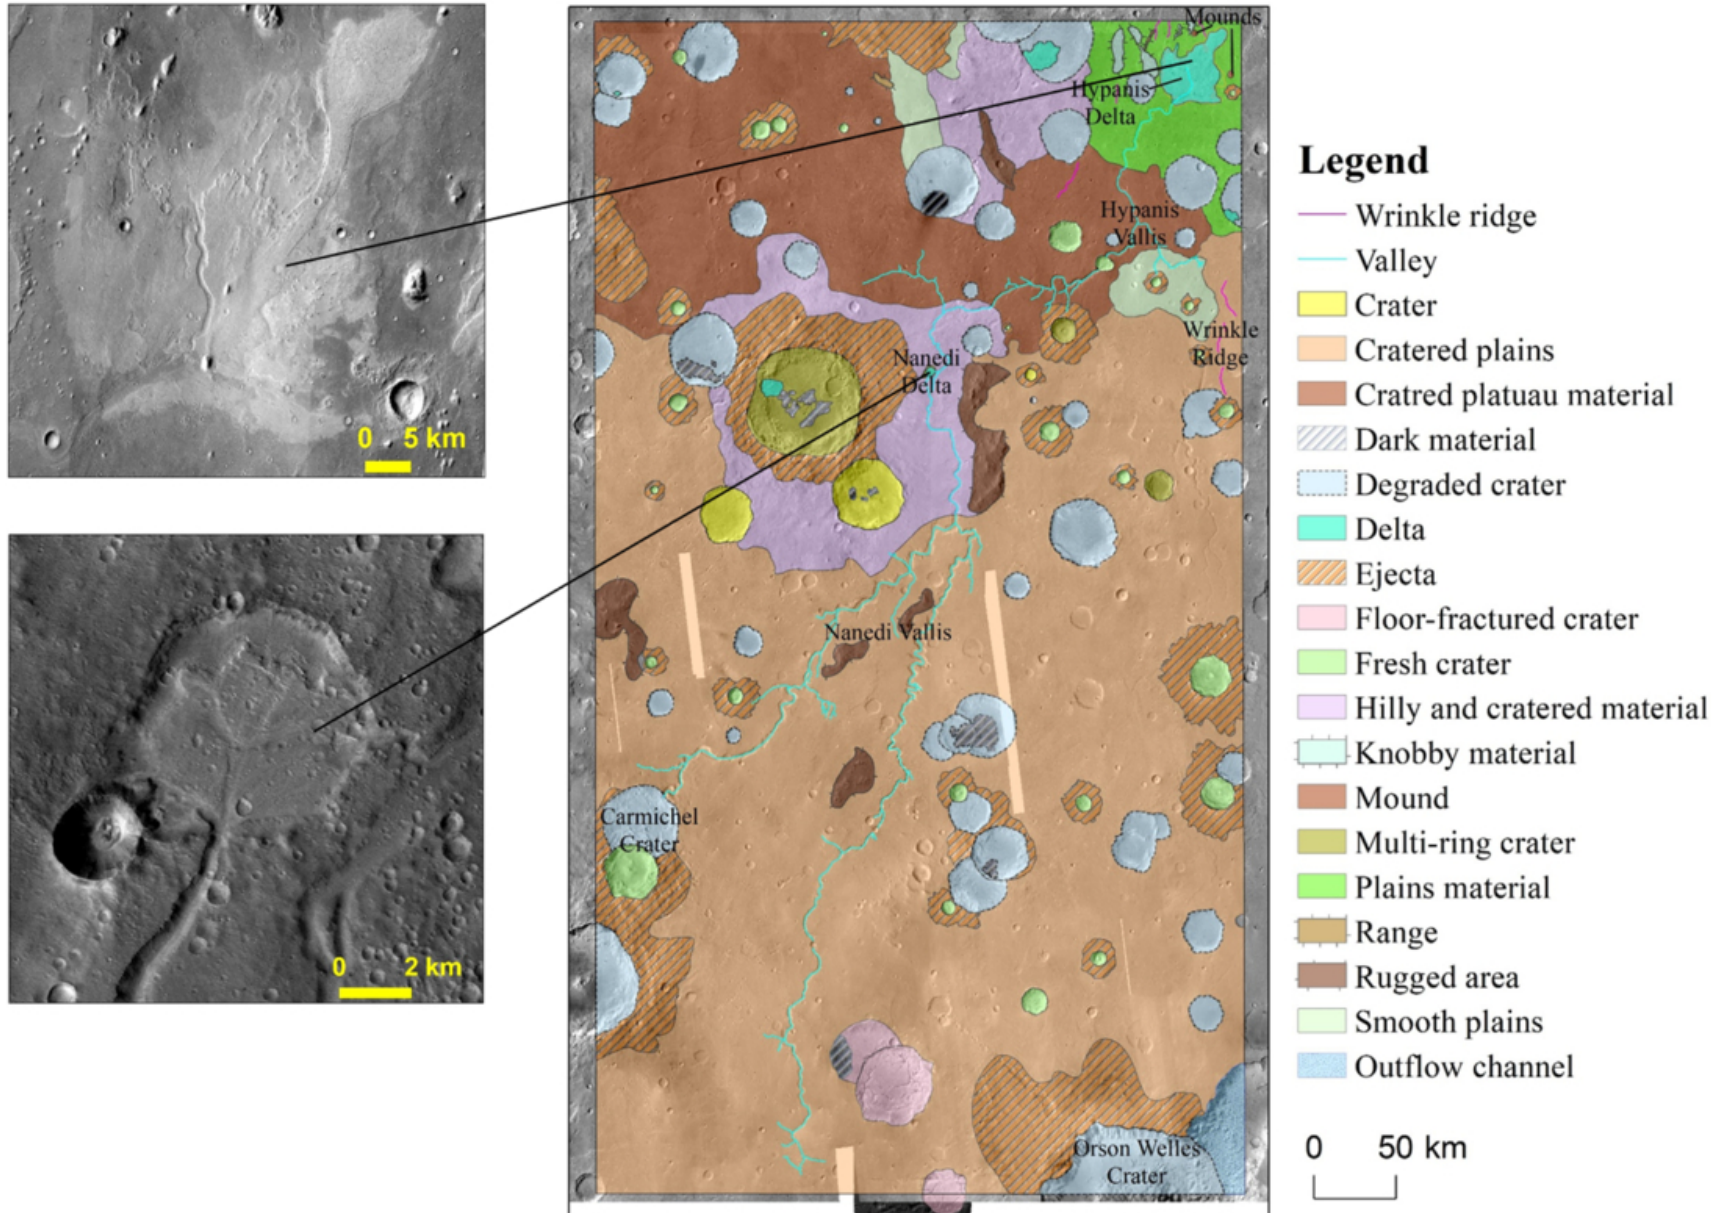 0 5 km
0 2 km
Mounds
Hypanis
Delta
Hypanis
Vallis
Wrinkle
Ridge
Nanedi
Delta
Nanedi Vallis
Carmichel
Crater
Orson Welles
Crater
Legend
Wrinkle ridge
Valley
Crater
Cratered plains
Cratred platuau material
Dark material
Degraded crater
Delta
Ejecta
Floor-fractured crater
Fresh crater
Hilly and cratered material
Knobby material
Mound
Multi-ring crater
Plains material
Range
Rugged area
Smooth plains
Outflow channel
0 50 km